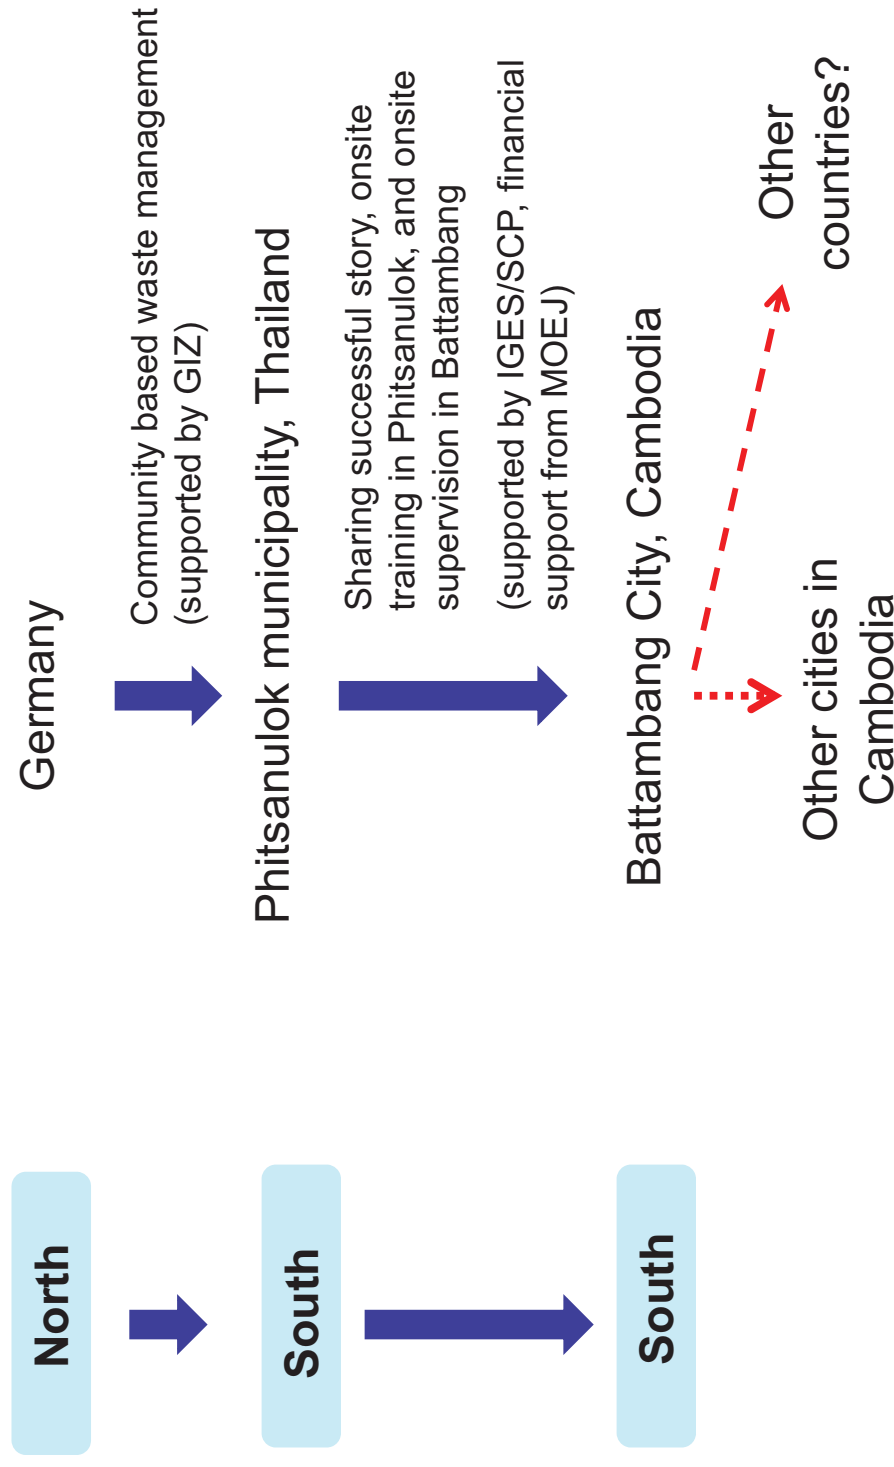 North
Germany
Community based waste management
(supported by GIZ)
South
Phitsanulok municipality, Thailand
Sharing successful story, onsite
training in Phitsanulok, and onsite
supervision in Battambang
(supported by IGES/SCP, financial
support from MOEJ)
South
Battambang City, Cambodia
Other cities in
Cambodia
Other
countries?